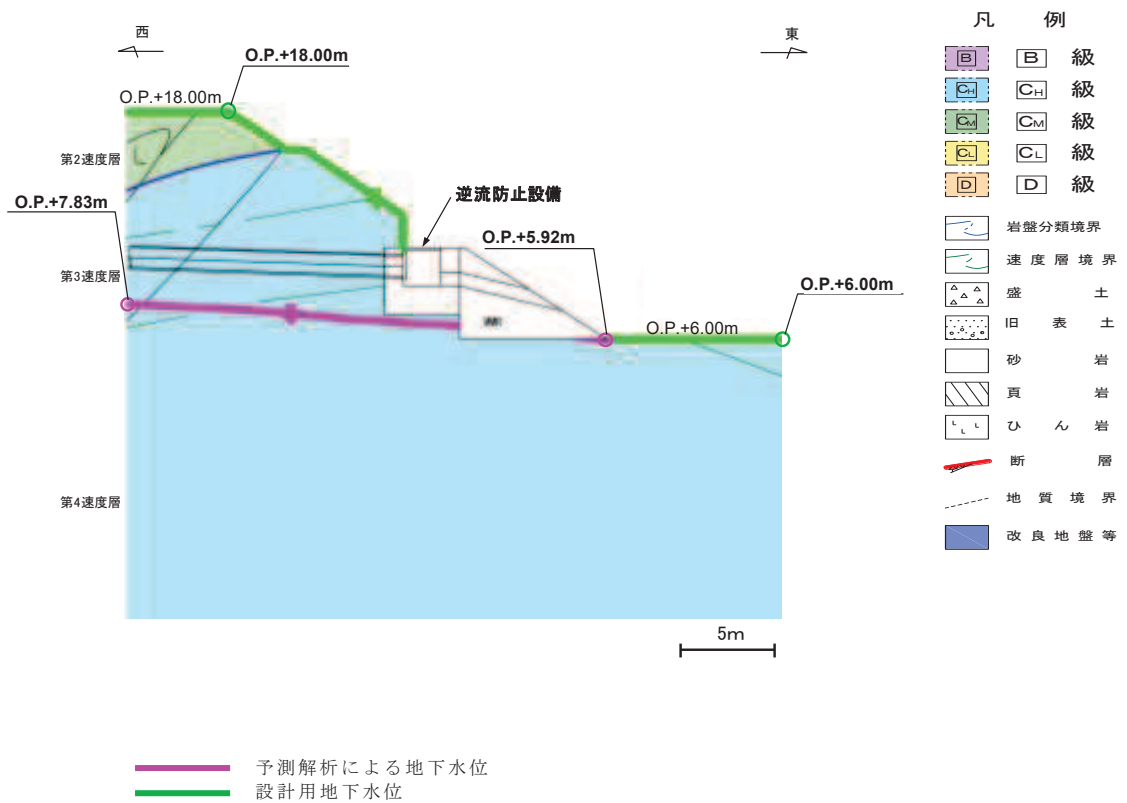 西
東
O.P.+18.00m
O.P.+18.00m
第2速度層
O.P.+7.83m
逆流防止設備
O.P.+5.92m
第3速度層
O.P.+6.00m
O.P.+6.00m
第4速度層
5m
凡 例
B B 級
CH CH 級
CM CM 級
CL CL 級
D D 級
岩盤分類境界
速度層境界
盛 土
旧 表 土
砂 岩
頁 岩
ひ ん 岩
断 層
地 質 境 界
改 良 地 盤 等
予測解析による地下水位
設計用地下水位